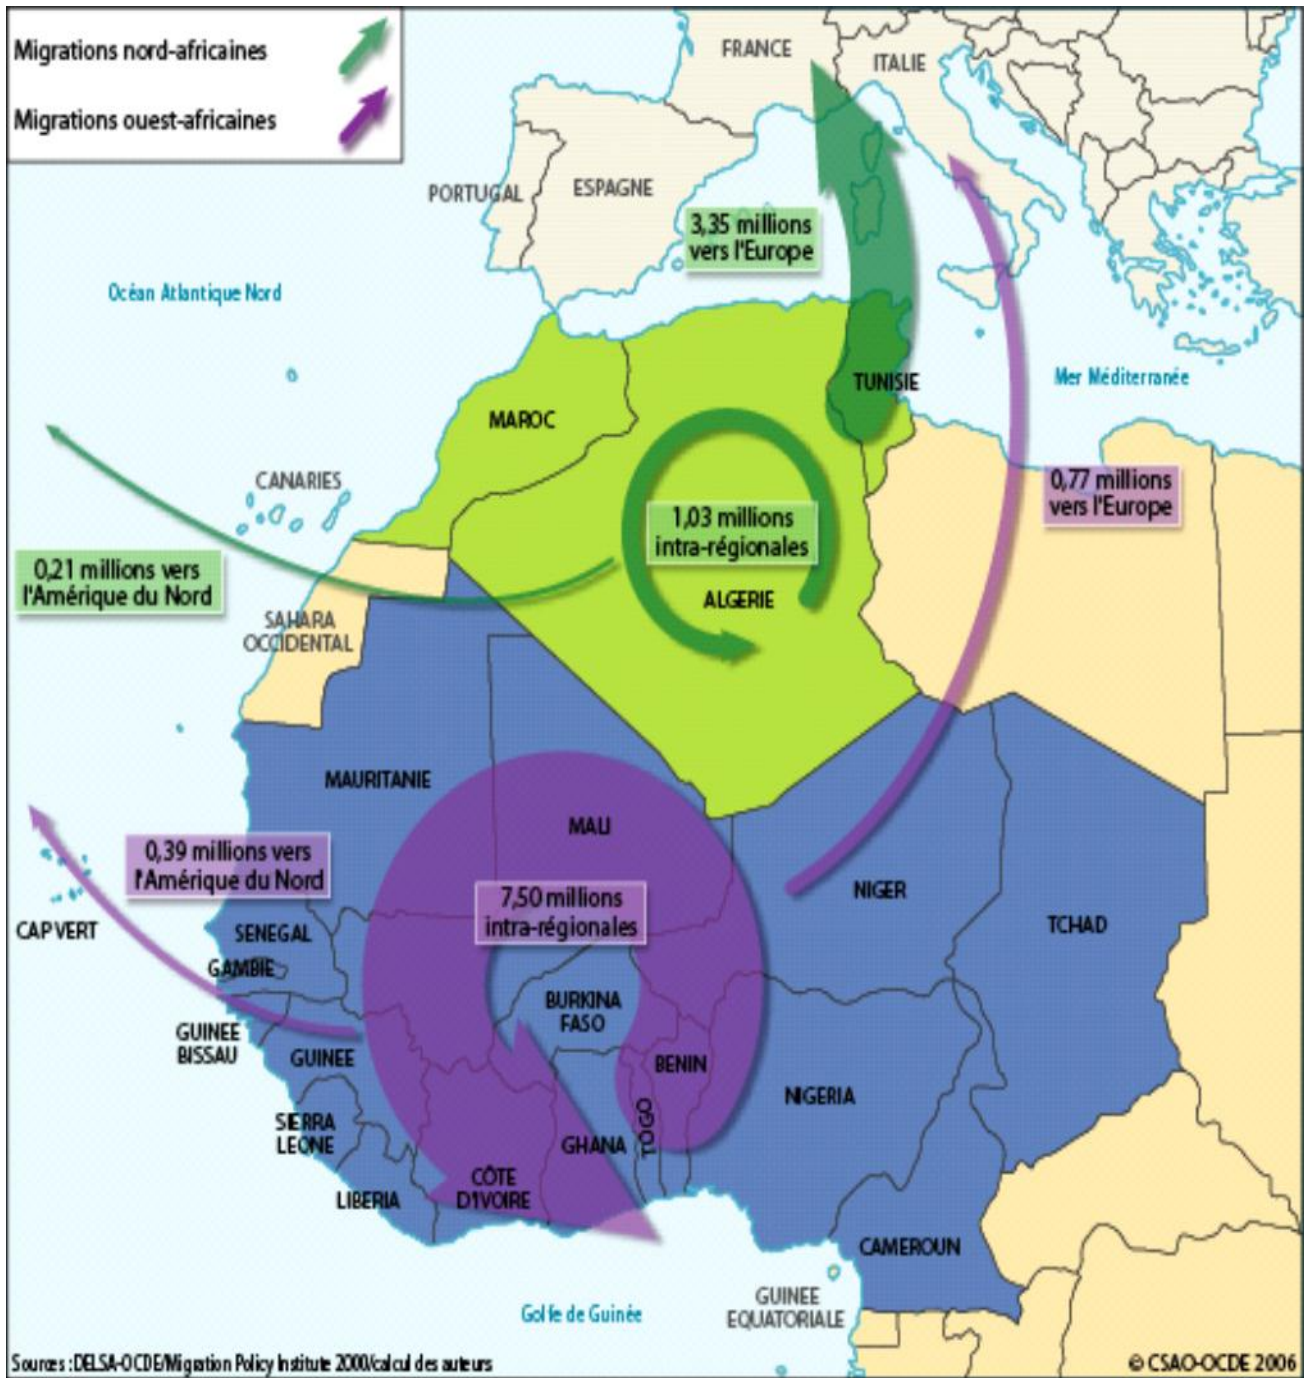 Migrations nord-africaines
Migrations ouest-africaines
FRANCE
ITALIE
PORTUGAL
ESPAGNE
3,35 millions
vers l'Europe
Océan Atlantique Nord
Mer Méditerranée
TUNISIE
MAROC
CANARIES
0,77 millions
vers l'Europe
1,03 millions
intra-régionales
0,21 millions vers
l'Amérique du Nord
ALGERIE
SAHARA
OCCIDENTAL
MAURITANIE
MALI
0,39 millions vers
l'Amérique du Nord
7,50 millions
intra-régionales
NIGER
CAP VERT
SENEGAL
TCHAD
GAMBIE
BURKINA
FASO
GUINEE
BISSAU
GUINEE
BENIN
NIGERIA
SIERRA
LEONE
GHANA
TOGO
LIBERIA
CÔTE
D'IVOIRE
CAMEROUN
Golfe de Guinée
GUINEE
EQUATORIALE
Sources : DELSA-OCDE/Migration Policy Institute 2000/calcul des auteurs
© CSAO-OCDE 2006